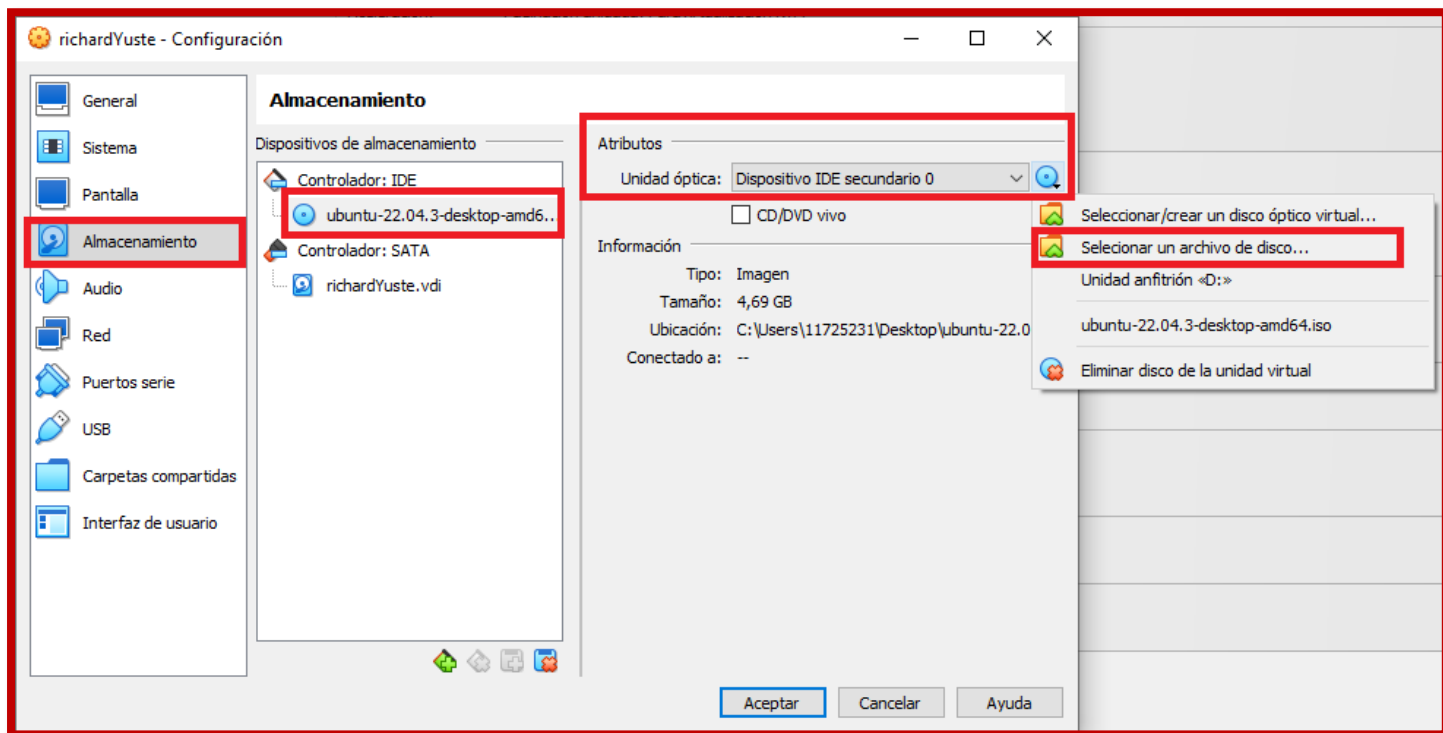 richardYuste - Configuración
General
Sistema
Pantalla
Almacenamiento
Audio
Red
Puertos serie
USB
Carpetas compartidas
Interfaz de usuario
Almacenamiento
Dispositivos de almacenamiento
Controlador: IDE
ubuntu-22.04.3-desktop-amd6...
Controlador: SATA
richardYuste.vdi
Atributos
Unidad óptica: Dispositivo IDE secundario 0
CD/DVD vivo
Información
Tipo: Imagen
Tamaño: 4,69 GB
Ubicación: C:\Users\11725231\Desktop\ubuntu-22.0
Conectado a: --
Seleccionar/crear un disco óptico virtual...
Selecionar un archivo de disco...
Unidad anfitrión «D:»
ubuntu-22.04.3-desktop-amd64.iso
Eliminar disco de la unidad virtual
Aceptar
Cancelar
Ayuda